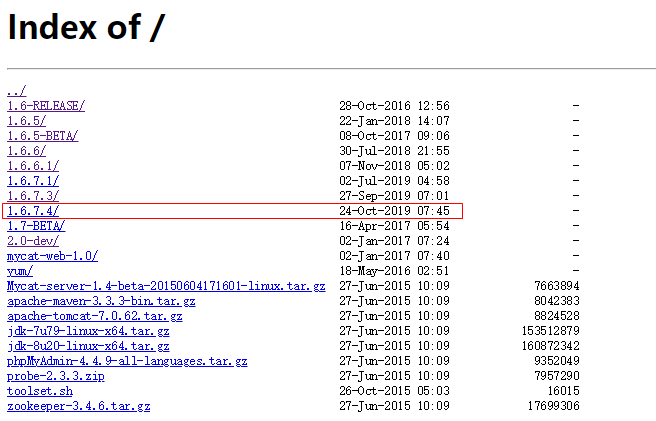 Index of /
../
1.6-RELEASE/ 28-Oct-2016 12:56 -
1.6.5/ 22-Jan-2018 14:07 -
1.6.5-BETA/ 08-Oct-2017 09:06 -
1.6.6/ 30-Jul-2018 21:55 -
1.6.6.1/ 07-Nov-2018 05:02 -
1.6.7.1/ 02-Jul-2019 04:58 -
1.6.7.3/ 27-Sep-2019 07:01 -
1.6.7.4/ 24-Oct-2019 07:45 -
1.7-BETA/ 16-Apr-2017 05:54 -
2.0-dev/ 02-Jan-2017 07:24 -
mycat-web-1.0/ 02-Jan-2017 07:40 -
yum/ 18-May-2016 02:51 -
Mycat-server-1.4-beta-20150604171601-linux.tar.gz 27-Jun-2015 10:09 7663894
apache-maven-3.3.3-bin.tar.gz 27-Jun-2015 10:09 8042383
apache-tomcat-7.0.62.tar.gz 27-Jun-2015 10:09 8824528
jdk-7u79-linux-x64.tar.gz 27-Jun-2015 10:09 153512879
jdk-8u20-linux-x64.tar.gz 27-Jun-2015 10:09 160872342
phpMyAdmin-4.4.9-all-languages.tar.gz 27-Jun-2015 10:09 9352049
probe-2.3.3.zip 27-Jun-2015 10:09 7957290
toolset.sh 26-Oct-2015 05:03 16015
zookeeper-3.4.6.tar.gz 27-Jun-2015 10:09 17699306